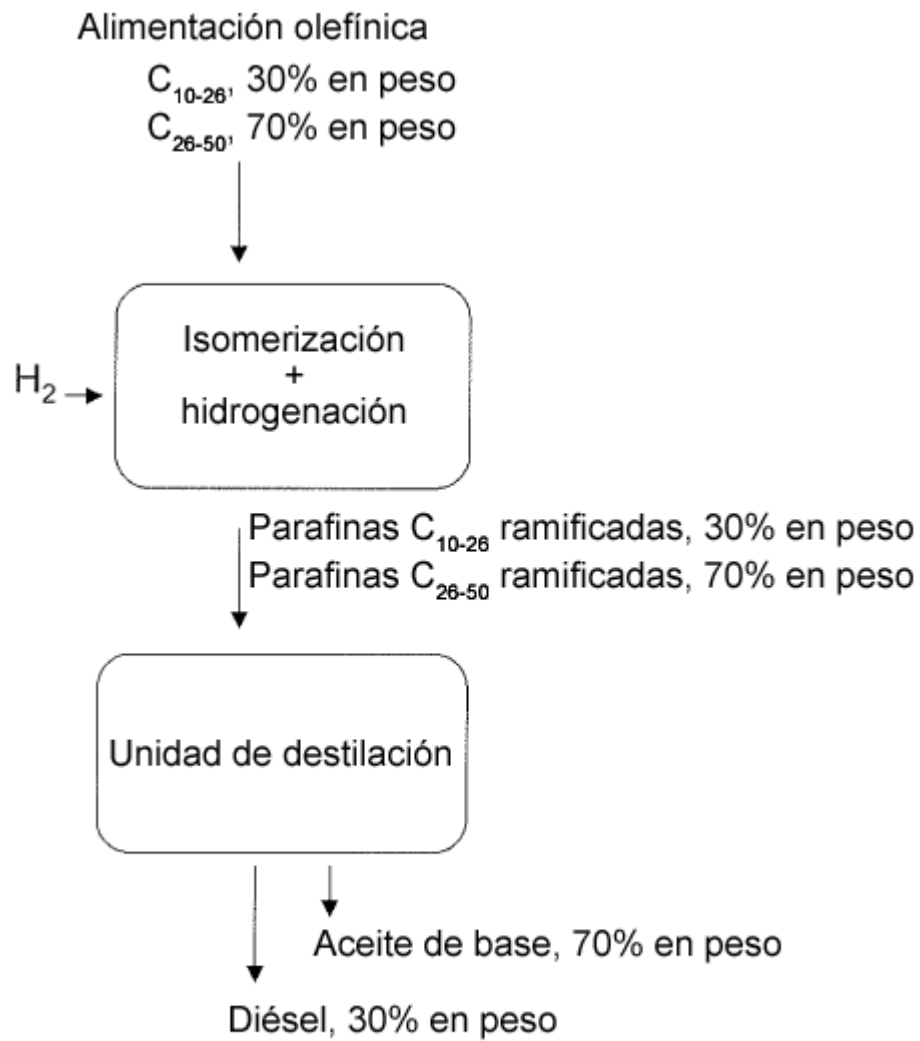 Alimentación olefínica
C10-26, 30% en peso
C26-50, 70% en peso
Isomerización
+
hidrogenación
H2
Parafinas C10-26 ramificadas, 30% en peso
Parafinas C26-50 ramificadas, 70% en peso
Unidad de destilación
Aceite de base, 70% en peso
Diésel, 30% en peso